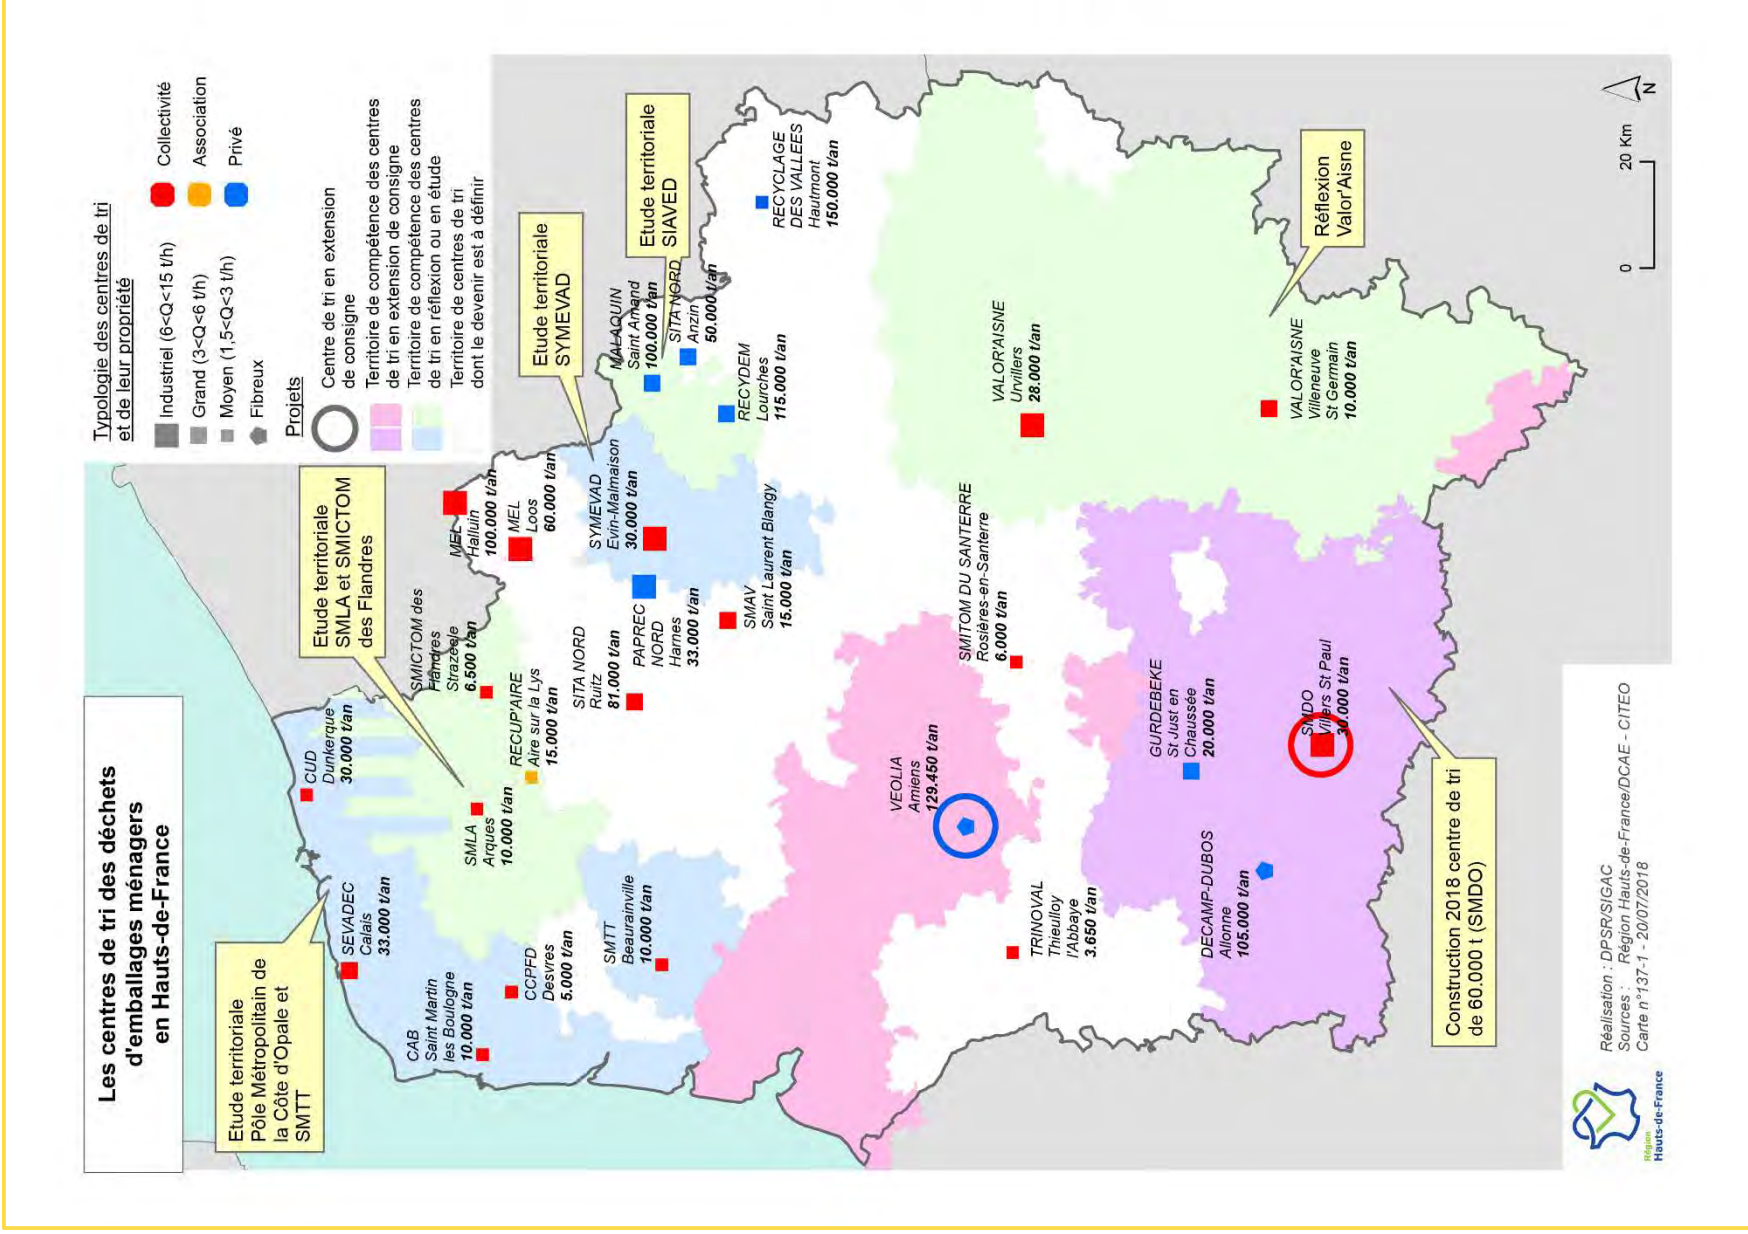 Les centres de tri des déchets
d'emballages ménagers
en Hauts-de-France
Typologie des centres de tri
et de leur propriété
Industriel (6<Q<15 t/h)
Grand (3<Q<6 t/h)
Moyen (1,5<Q<3 t/h)
Fibreux
Collectivité
Association
Privé
Projets
Centre de tri en extension
de consigne
Territoire de compétence des centres
de tri en extension de consigne
Territoire de compétence des centres
de tri en réflexion ou en étude
Territoire de centres de tri
dont le devenir est à définir
Etude territoriale
Pôle Métropolitain de
la Côte d'Opale et
SMTT
Etude territoriale
SMLA et SMICTOM
des Flandres
Etude territoriale
SYMEVAD
Etude territoriale
SIAVED
Réflexion
Valor'Aisne
Construction 2018 centre de tri
de 60.000 t (SMDO)
CUD
Dunkerque
30.000 t/an
SEVADEC
Calais
33.000 t/an
CAB
Saint Martin
les Boulogne
10.000 t/an
CCPFD
Desvres
5.000 t/an
SMTT
Beaurainville
10.000 t/an
SMLA
Arques
10.000 t/an
SMICTOM des
Flandres
Strazeele
6.500 t/an
RECUP'AIRE
Aire sur la Lys
15.000 t/an
SITA NORD
Ruitz
81.000 t/an
PAPREC
NORD
Harnes
33.000 t/an
MEL
Halluin
100.000 t/an
MEL
Loos
60.000 t/an
SYMEVAD
Evin-Malmaison
30.000 t/an
SMAV
Saint Laurent Blangy
15.000 t/an
MALAQUIN
Saint Amand
100.000 t/an
SITA NORD
Anzin
50.000 t/an
RECYDEM
Lourches
115.000 t/an
RECYCLAGE
DES VALLEES
Hautmont
150.000 t/an
VEOLIA
Amiens
129.450 t/an
SMITOM DU SANTERRE
Rosières-en-Santerre
6.000 t/an
VALOR'AISNE
Urvillers
28.000 t/an
VALOR'AISNE
Villeneuve
St Germain
10.000 t/an
TRINOVAL
Thieulloy
l'Abbaye
3.650 t/an
GURDEBEKE
St Just en
Chaussée
20.000 t/an
DECAMP-DUBOS
Allonne
105.000 t/an
SMDO
Villers St Paul
30.000 t/an
0 20 Km
N
Réalisation : DPSR/SIGAC
Sources : Région Hauts-de-France/DCAE - CITEO
Carte n°137-1 - 20/07/2018
Région
Hauts-de-France